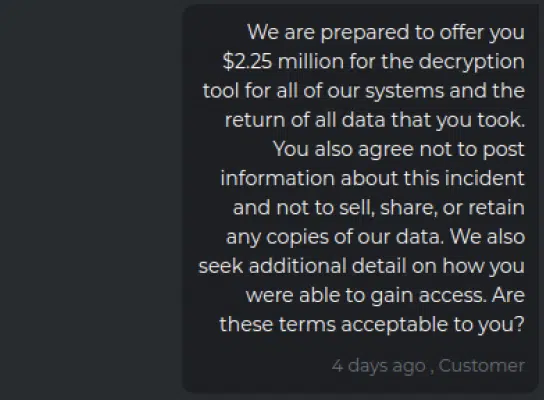 We are prepared to offer you
$2.25 million for the decryption
tool for all of our systems and the
return of all data that you took.
You also agree not to post
information about this incident
and not to sell, share, or retain
any copies of our data. We also
seek additional detail on how you
were able to gain access. Are
these terms acceptable to you?
4 days ago , Customer